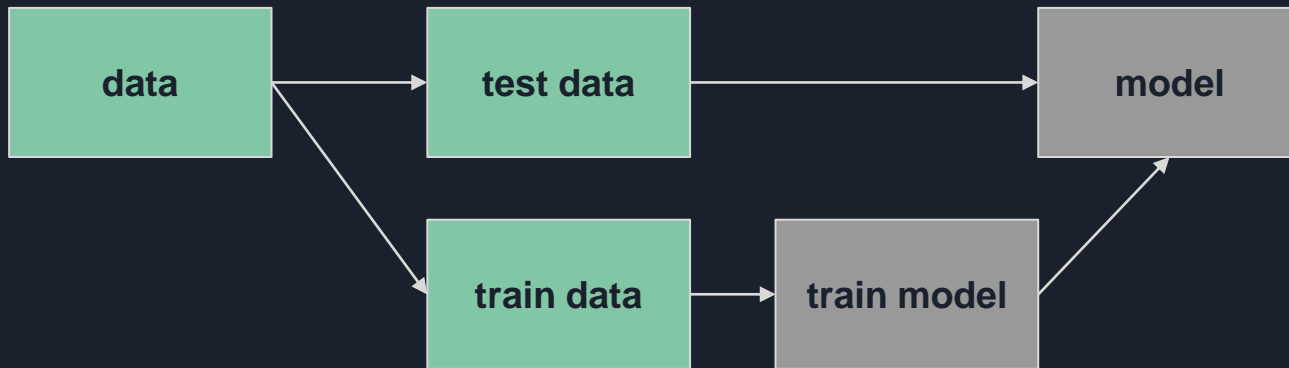 data
test data
model
train data
train model